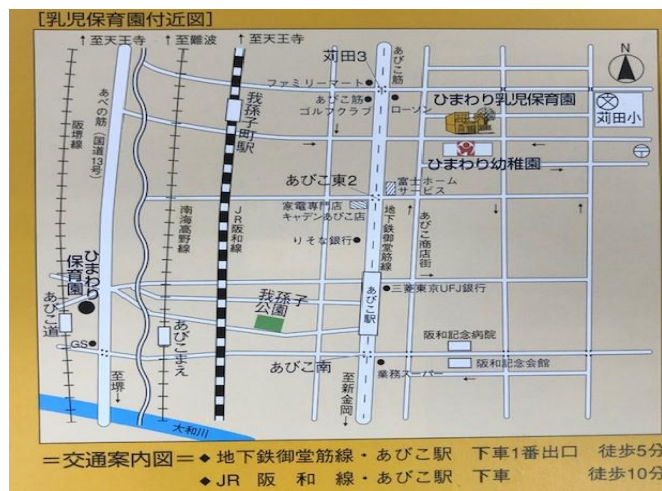 [乳児保育園付近図]
↑至天王寺
↑至難波
↑至天王寺
苅田3
あびこ筋
N
ファミリーマート
あびこ筋
ゴルフクラブ
ローソン
ひまわり乳児保育園
苅田小
ひまわり幼稚園
阪堺線
あべの筋(国道13号)
我孫子町駅
あびこ東2
富士ホーム
サービス
家電専門店
キャデンあびこ店
地下鉄御堂筋線
あびこ商店街
南海高野線
JR阪和線
りそな銀行
ひまわり
保育園
あびこ道
我孫子
公園
あびこ駅
三菱東京UFJ銀行
あびこまえ
GS
阪和記念病院
あびこ南
阪和記念会館
業務スーパー
至堺
至新金岡
大和川
=交通案内図=◆地下鉄御堂筋線・あびこ駅 下車1番出口 徒歩5分
◆JR 阪 和 線・あびこ駅 下車 徒歩10分